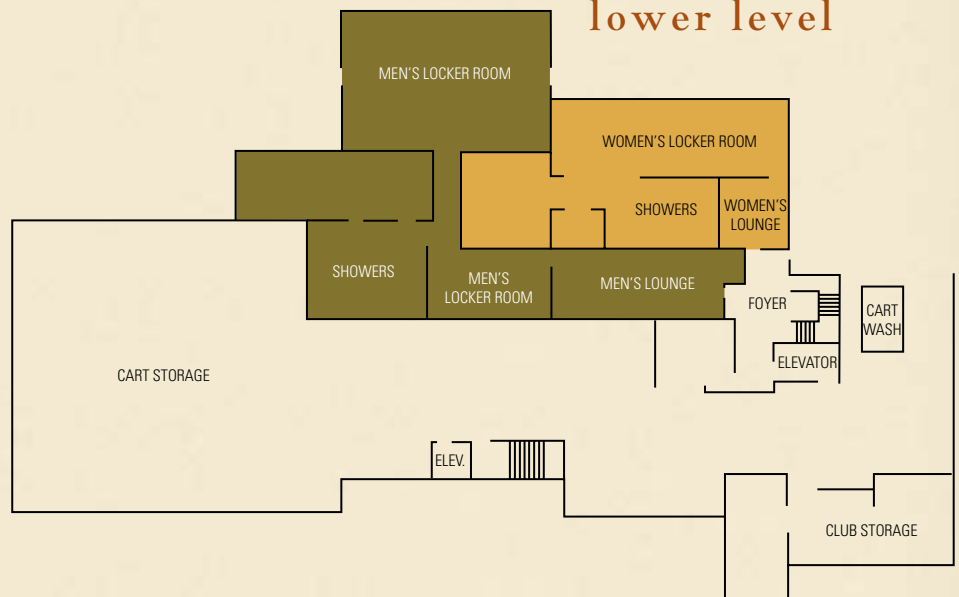 lower level
MEN'S LOCKER ROOM
WOMEN'S LOCKER ROOM
SHOWERS
WOMEN'S
LOUNGE
SHOWERS
MEN'S
LOCKER ROOM
MEN'S LOUNGE
FOYER
CART
WASH
ELEVATOR
CART STORAGE
ELEV.
CLUB STORAGE